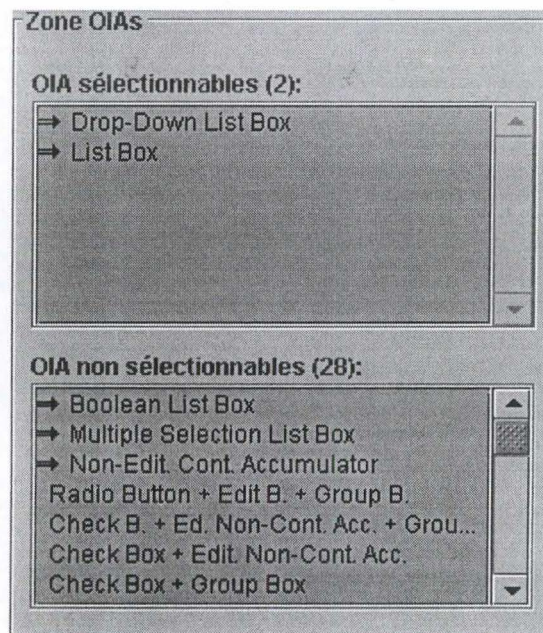 Zone OIAs
OIA sélectionnables (2):
⇒ Drop-Down List Box
⇒ List Box
OIA non sélectionnables (28):
➔ Boolean List Box
➔ Multiple Selection List Box
➔ Non-Edit. Cont. Accumulator
Radio Button + Edit B. + Group B.
Check B. + Ed. Non-Cont. Acc. + Grou...
Check Box + Edit. Non-Cont. Acc.
Check Box + Group Box